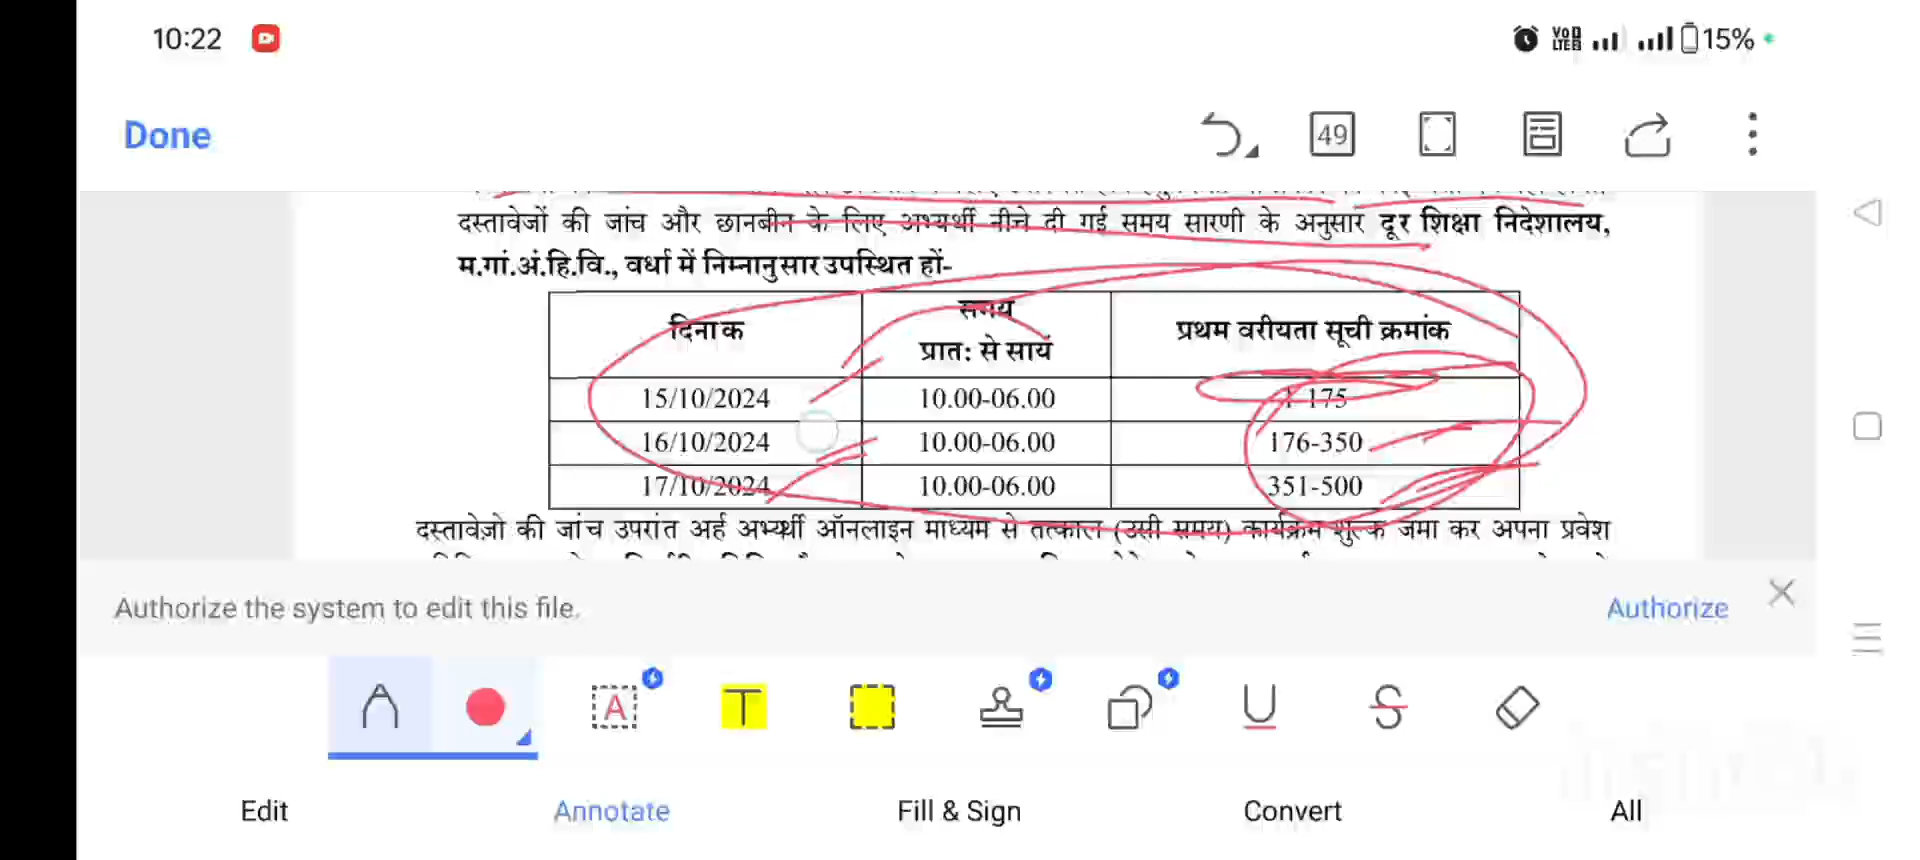 10:22
Vo LTE 15%
Done
49
दस्तावेजों की जांच और छानबीन के लिए अभ्यर्थी नीचे दी गई समय सारणी के अनुसार दूर शिक्षा निदेशालय,
म.गां.अं.हि.वि., वर्धा में निम्नानुसार उपस्थित हों-
दिनांक समय प्रथम वरीयता सूची क्रमांक
प्रात: से सायं
15/10/2024 10.00-06.00 1-175
16/10/2024 10.00-06.00 176-350
17/10/2024 10.00-06.00 351-500
दस्तावेज़ो की जांच उपरांत अर्ह अभ्यर्थी ऑनलाइन माध्यम से तत्काल (उसी समय) कार्यक्रम शुल्क जमा कर अपना प्रवेश
Authorize the system to edit this file.
Authorize
A T U S
Edit Annotate Fill & Sign Convert All